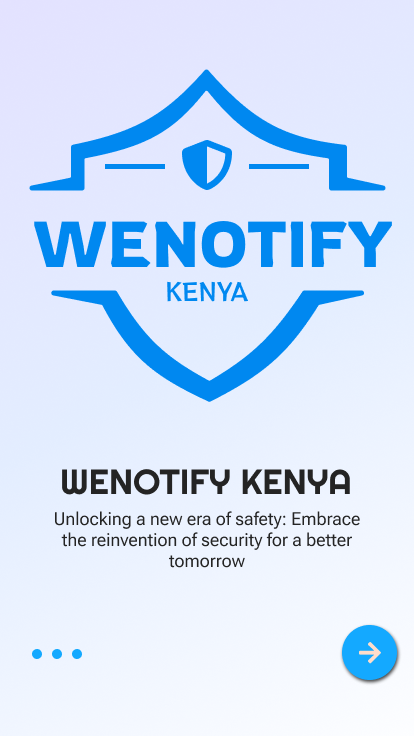 WENOTIFY
KENYA
WENOTIFY KENYA
Unlocking a new era of safety: Embrace
the reinvention of security for a better
tomorrow